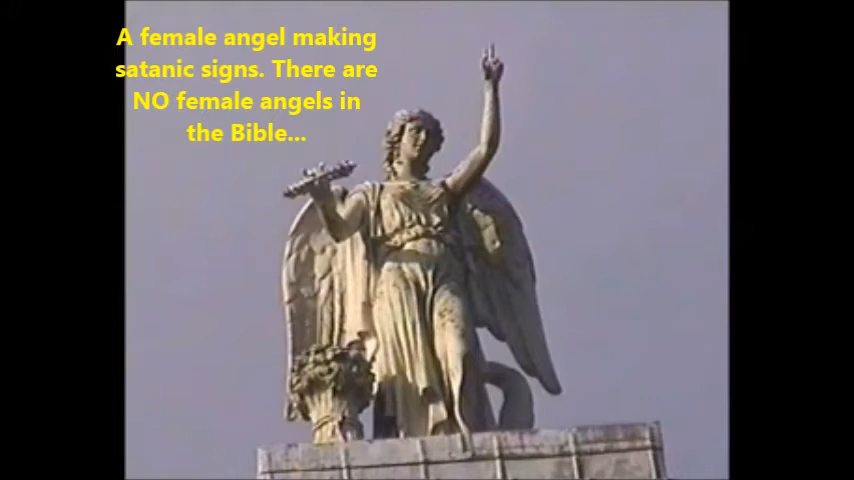 A female angel making
satanic signs. There are
NO female angels in
the Bible...